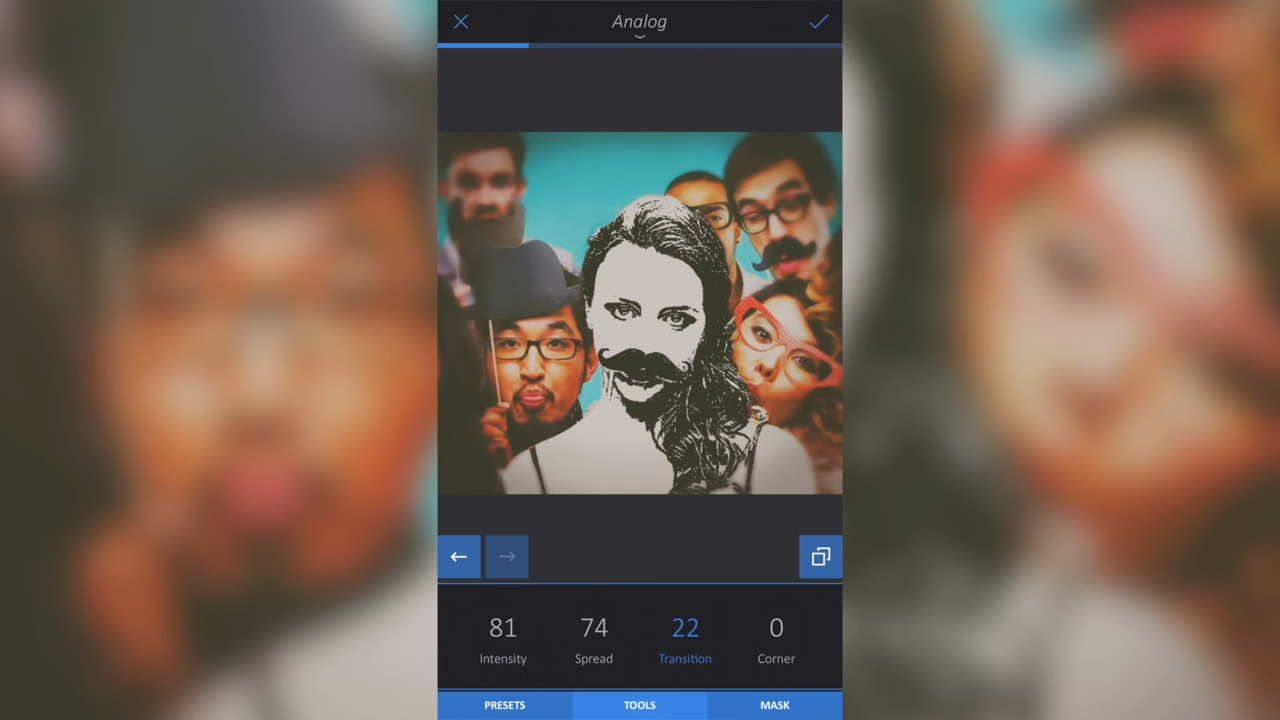 Analog
81 74 22 0
Intensity Spread Transition Corner
PRESETS TOOLS MASK